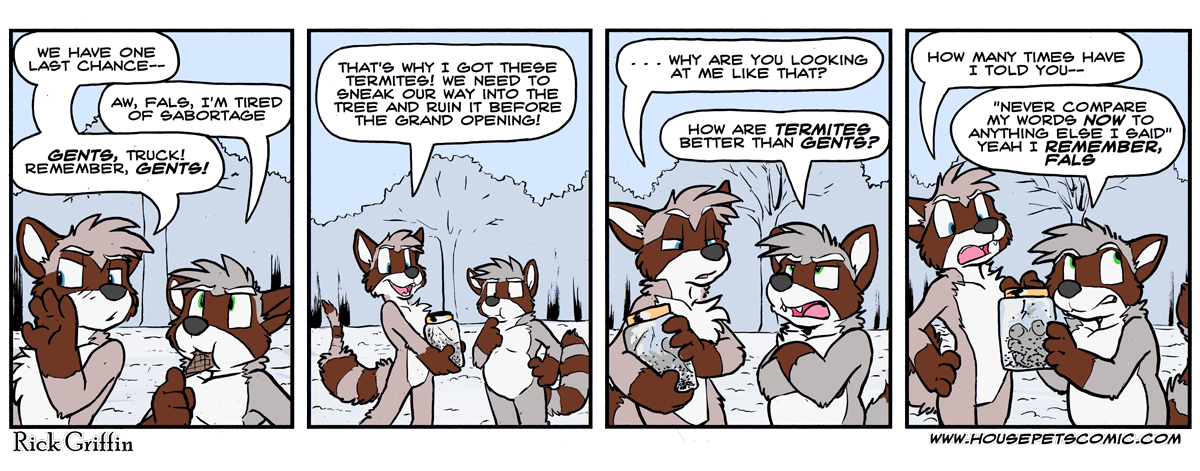 WE HAVE ONE
LAST CHANCE--
AW, FALS, I'M TIRED
OF SABOTAGE
GENTS, TRUCK!
REMEMBER, GENTS!
THAT'S WHY I GOT THESE
TERMITES! WE NEED TO
SNEAK OUR WAY INTO THE
TREE AND RUIN IT BEFORE
THE GRAND OPENING!
. . . WHY ARE YOU LOOKING
AT ME LIKE THAT?
HOW ARE TERMITES
BETTER THAN GENTS?
HOW MANY TIMES HAVE
I TOLD YOU--
"NEVER COMPARE
MY WORDS NOW TO
ANYTHING ELSE I SAID"
YEAH I REMEMBER,
FALS
Rick Griffin
WWW.HOUSEPETSCOMIC.COM